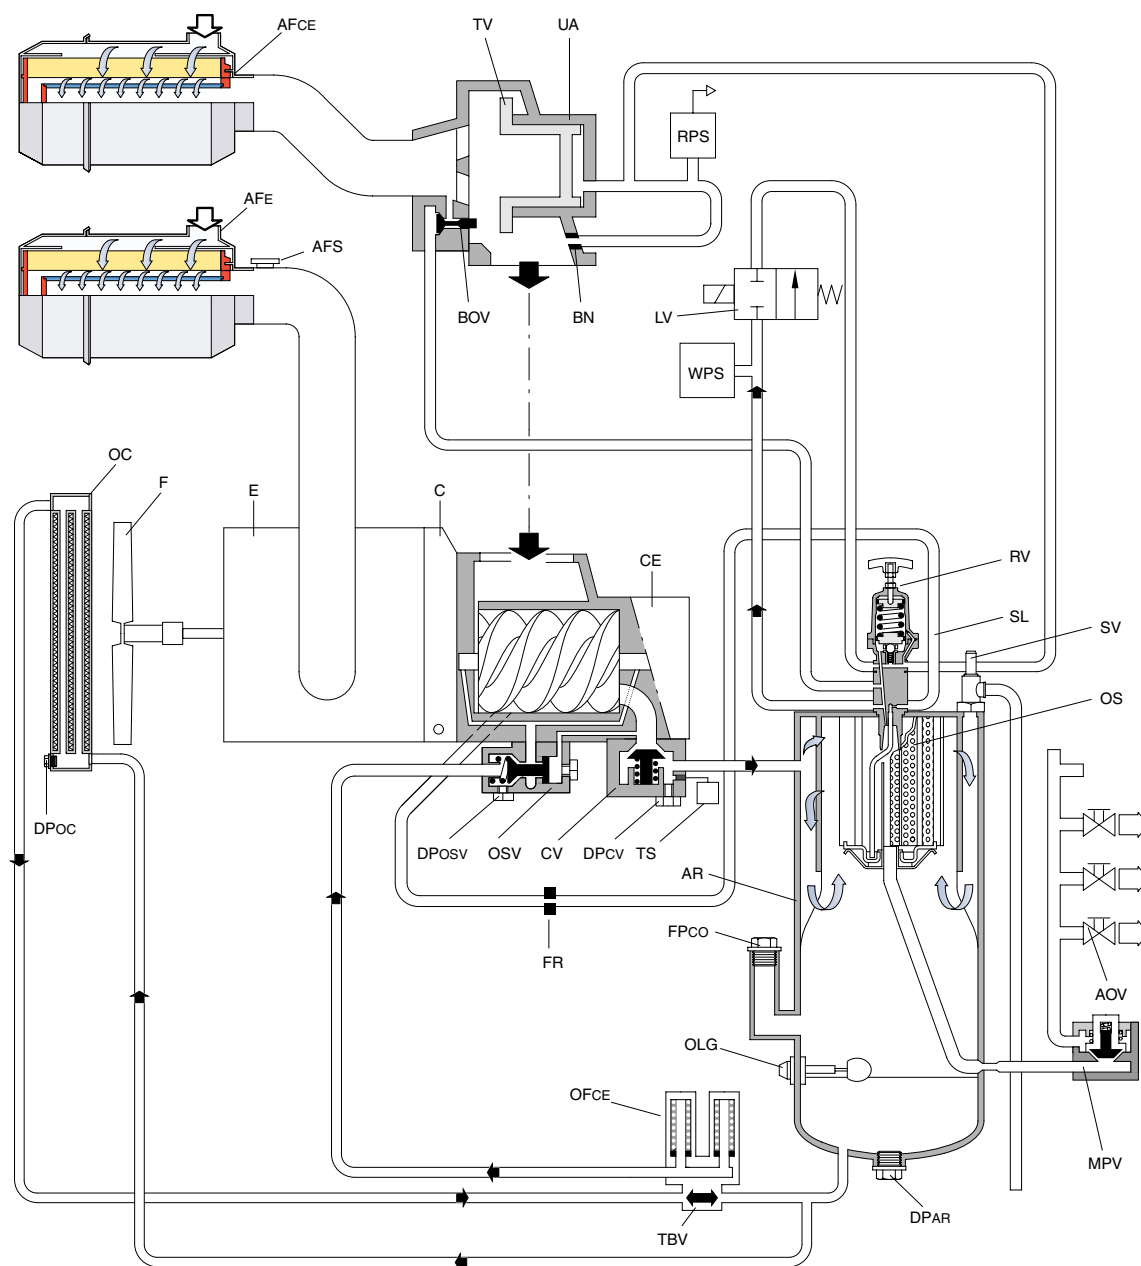 AFCE
TV
UA
RPS
AFE
AFS
BOV
BN
LV
WPS
OC
F
E
C
CE
RV
SL
SV
OS
DPOC
DPOSV
OSV
CV
DPCV
TS
AR
FPCO
FR
AOV
OLG
OFCE
MPV
DPAR
TBV